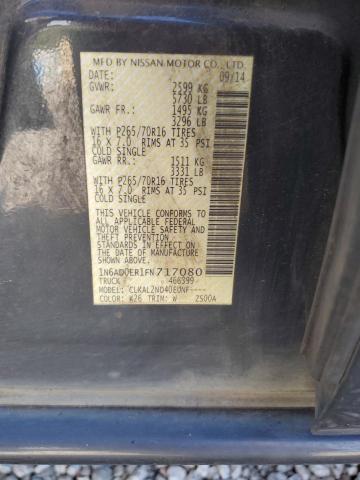 MFD BY NISSAN MOTOR CO., LTD.
DATE: 09/14
GVWR: 2599 KG
5730 LB
GAWR FR.: 1495 KG
3296 LB
WITH P265/70R16 TIRES
16 X 7.0 RIMS AT 35 PSI
COLD SINGLE
GAWR RR.: 1511 KG
3331 LB
WITH P265/70R16 TIRES
16 X 7.0 RIMS AT 35 PSI
COLD SINGLE
THIS VEHICLE CONFORMS TO
ALL APPLICABLE FEDERAL
MOTOR VEHICLE SAFETY
STANDARDS IN EFFECT
ON THE DATE OF
MANUFACTURE SHOWN
ABOVE.
1N6AD0ER1FN717080
TRUCK 466399
MODEL: CLKAL2ND40EUNF----
COLOR: K26 TRIM: W 2500A